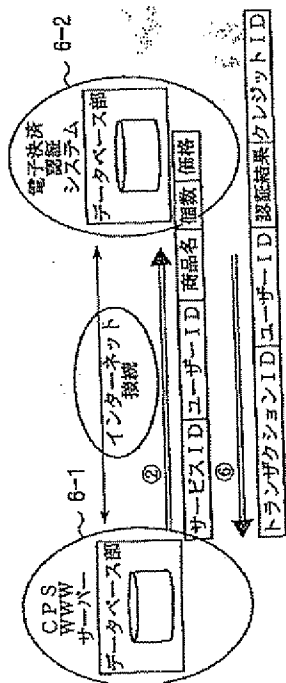 6-1
CPS
WWW
サーバー
データベース部
インターネット
接続
6-2
電子決済
認証
システム
データベース部
②
サービスID ユーザーID 商品名 個数 価格
⑥
トランザクションID ユーザーID 認証結果 クレジットID